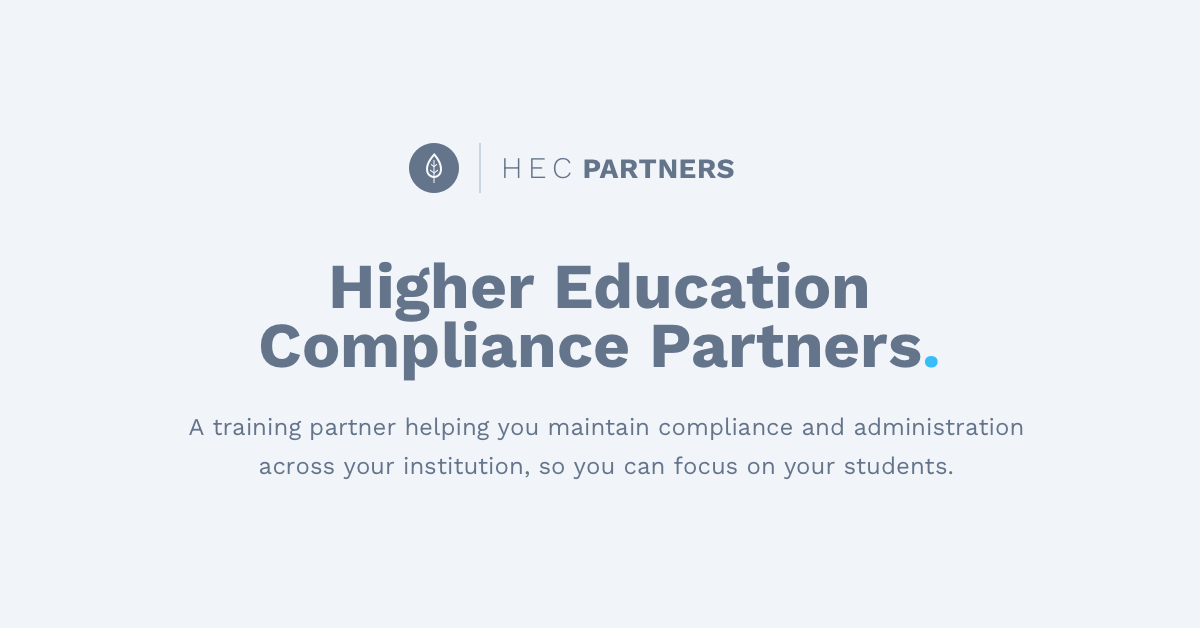 HEC PARTNERS
Higher Education
Compliance Partners.
A training partner helping you maintain compliance and administration
across your institution, so you can focus on your students.